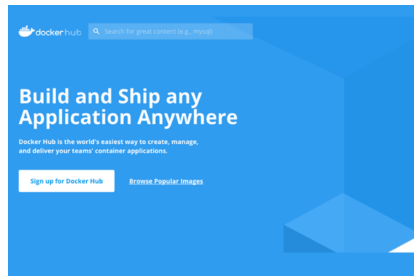 docker hub
Search for great content (e.g., mysql)
Build and Ship any
Application Anywhere
Docker Hub is the world's easiest way to create, manage,
and deliver your teams' container applications.
Sign up for Docker Hub
Browse Popular Images